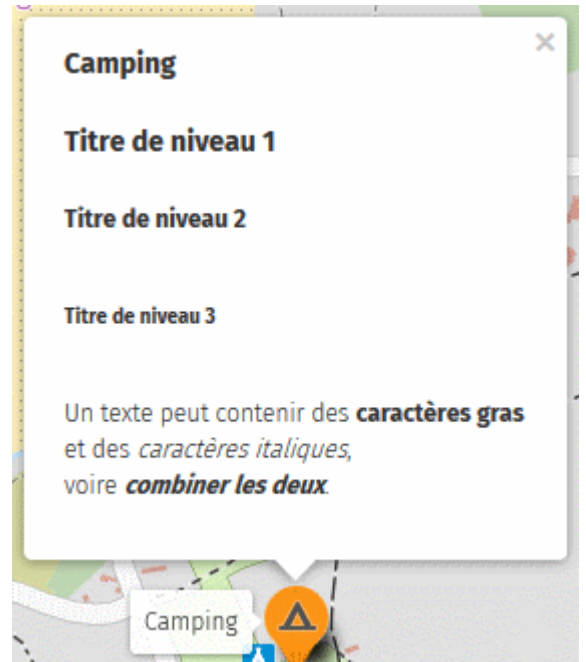 ×
Camping
Titre de niveau 1
Titre de niveau 2
Titre de niveau 3
Un texte peut contenir des caractères gras
et des caractères italiques,
voire combiner les deux.
Camping